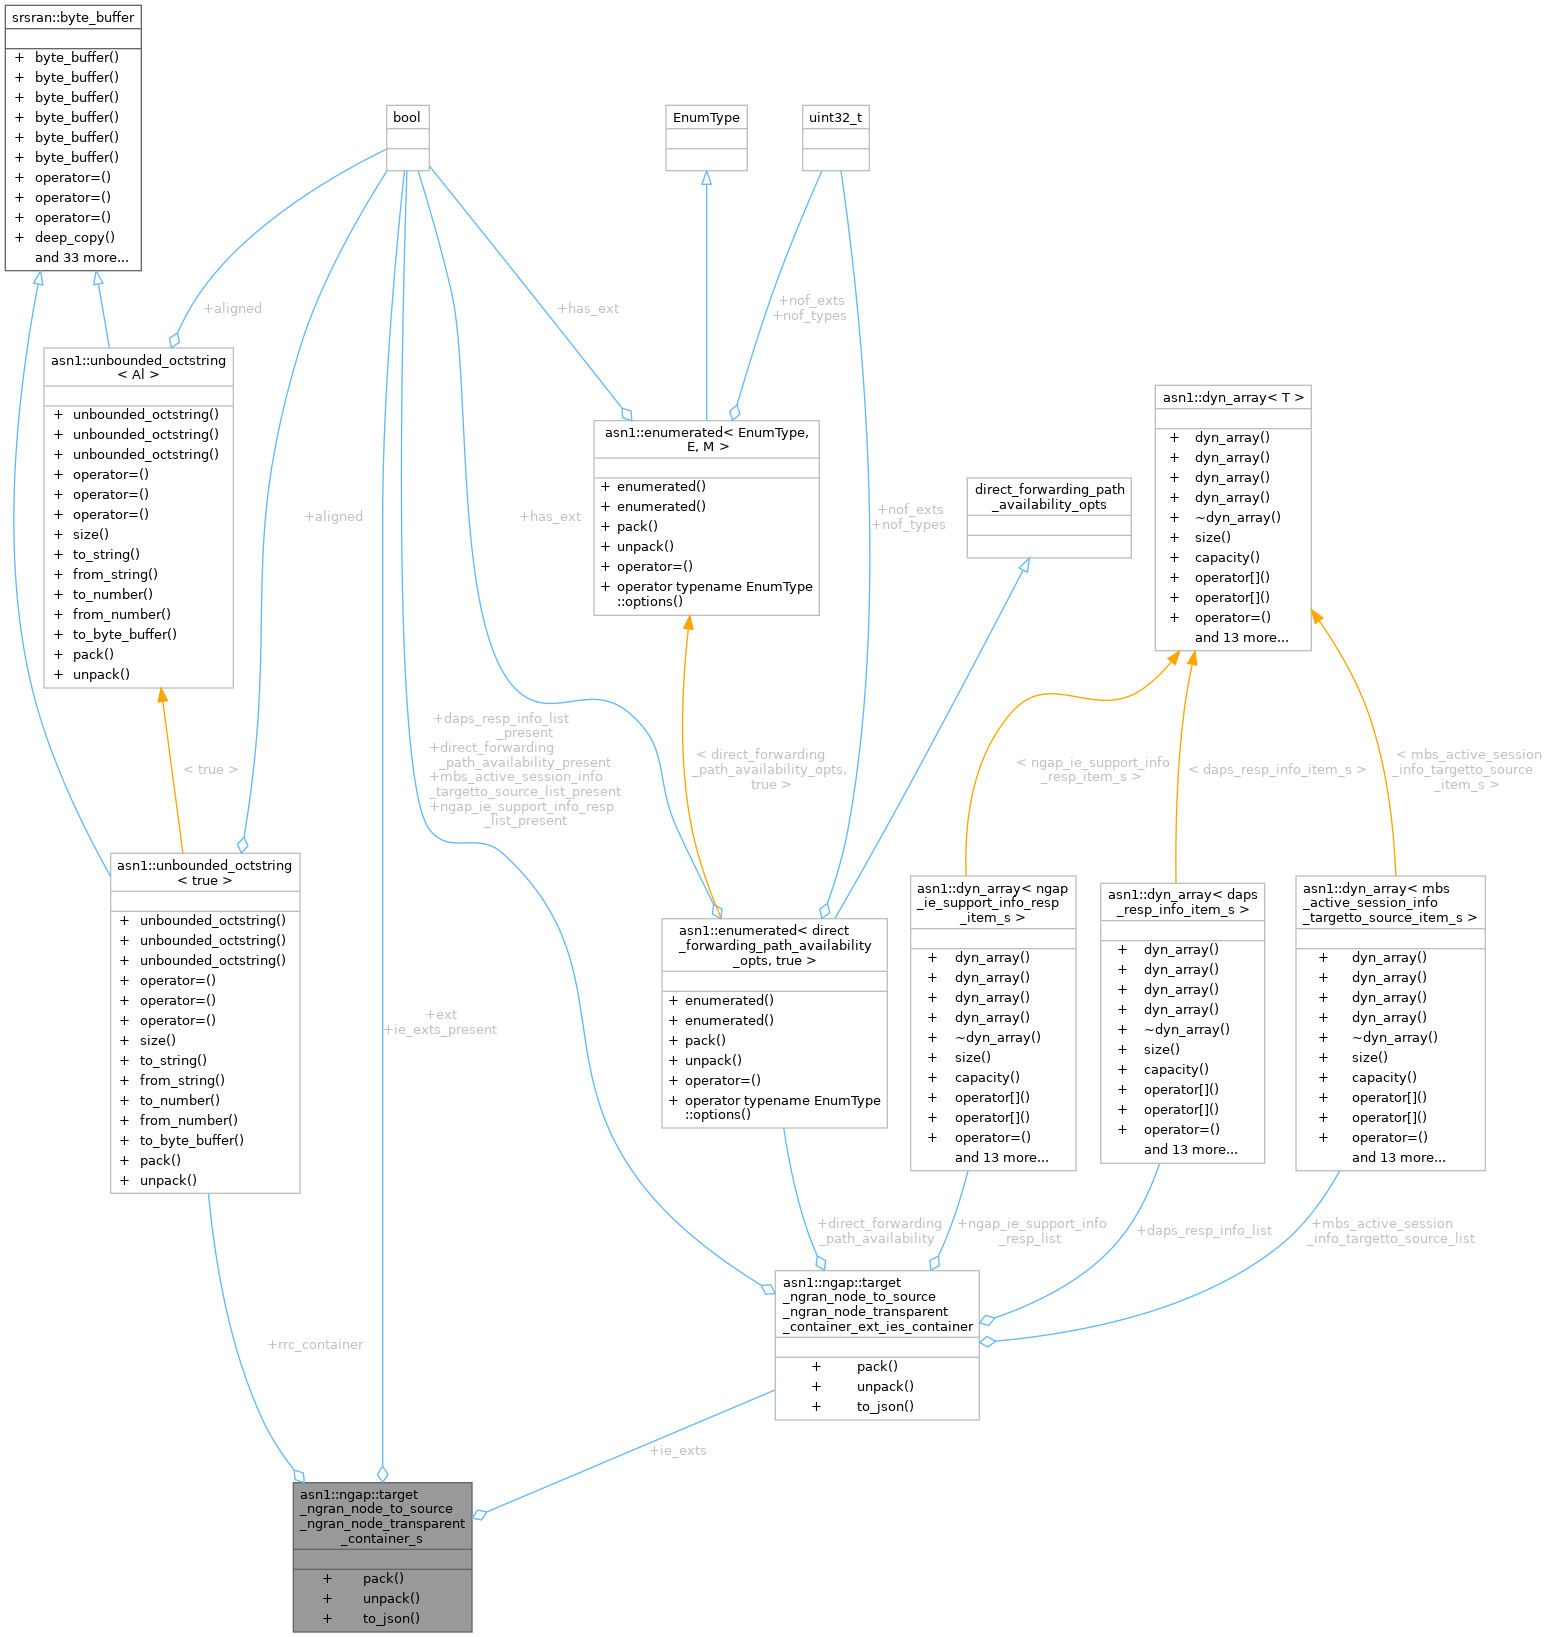 srsran::byte_buffer
+ byte_buffer()
+ byte_buffer()
+ byte_buffer()
+ byte_buffer()
+ byte_buffer()
+ byte_buffer()
+ operator=()
+ operator=()
+ operator=()
+ deep_copy()
and 33 more...
bool
EnumType
uint32_t
+aligned
+has_ext
+nof_exts
+nof_types
asn1::unbounded_octstring
< Al >
+ unbounded_octstring()
+ unbounded_octstring()
+ unbounded_octstring()
+ operator=()
+ operator=()
+ operator=()
+ size()
+ to_string()
+ from_string()
+ to_number()
+ from_number()
+ to_byte_buffer()
+ pack()
+ unpack()
+aligned
+has_ext
asn1::enumerated< EnumType,
E, M >
+ enumerated()
+ enumerated()
+ pack()
+ unpack()
+ operator=()
+ operator typename EnumType
::options()
+nof_exts
+nof_types
direct_forwarding_path
_availability_opts
asn1::dyn_array< T >
+ dyn_array()
+ dyn_array()
+ dyn_array()
+ dyn_array()
+ ~dyn_array()
+ size()
+ capacity()
+ operator[]()
+ operator[]()
+ operator=()
and 13 more...
< true >
+daps_resp_info_list
_present
+direct_forwarding
_path_availability_present
+mbs_active_session_info
_targetto_source_list_present
+ngap_ie_support_info_resp
_list_present
< direct_forwarding
_path_availability_opts,
true >
< ngap_ie_support_info
_resp_item_s >
< daps_resp_info_item_s >
< mbs_active_session
_info_targetto_source
_item_s >
asn1::unbounded_octstring
< true >
+ unbounded_octstring()
+ unbounded_octstring()
+ unbounded_octstring()
+ operator=()
+ operator=()
+ operator=()
+ size()
+ to_string()
+ from_string()
+ to_number()
+ from_number()
+ to_byte_buffer()
+ pack()
+ unpack()
+ext
+ie_exts_present
asn1::enumerated< direct
_forwarding_path_availability
_opts, true >
+ enumerated()
+ enumerated()
+ pack()
+ unpack()
+ operator=()
+ operator typename EnumType
::options()
asn1::dyn_array< ngap
_ie_support_info_resp
_item_s >
+ dyn_array()
+ dyn_array()
+ dyn_array()
+ dyn_array()
+ ~dyn_array()
+ size()
+ capacity()
+ operator[]()
+ operator[]()
+ operator=()
and 13 more...
asn1::dyn_array< daps
_resp_info_item_s >
+ dyn_array()
+ dyn_array()
+ dyn_array()
+ dyn_array()
+ ~dyn_array()
+ size()
+ capacity()
+ operator[]()
+ operator[]()
+ operator=()
and 13 more...
asn1::dyn_array< mbs
_active_session_info
_targetto_source_item_s >
+ dyn_array()
+ dyn_array()
+ dyn_array()
+ dyn_array()
+ ~dyn_array()
+ size()
+ capacity()
+ operator[]()
+ operator[]()
+ operator=()
and 13 more...
+rrc_container
+direct_forwarding
_path_availability
+ngap_ie_support_info
_resp_list
+daps_resp_info_list
+mbs_active_session
_info_targetto_source_list
asn1::ngap::target
_ngran_node_to_source
_ngran_node_transparent
_container_ext_ies_container
+ pack()
+ unpack()
+ to_json()
+ie_exts
asn1::ngap::target
_ngran_node_to_source
_ngran_node_transparent
_container_s
+ pack()
+ unpack()
+ to_json()